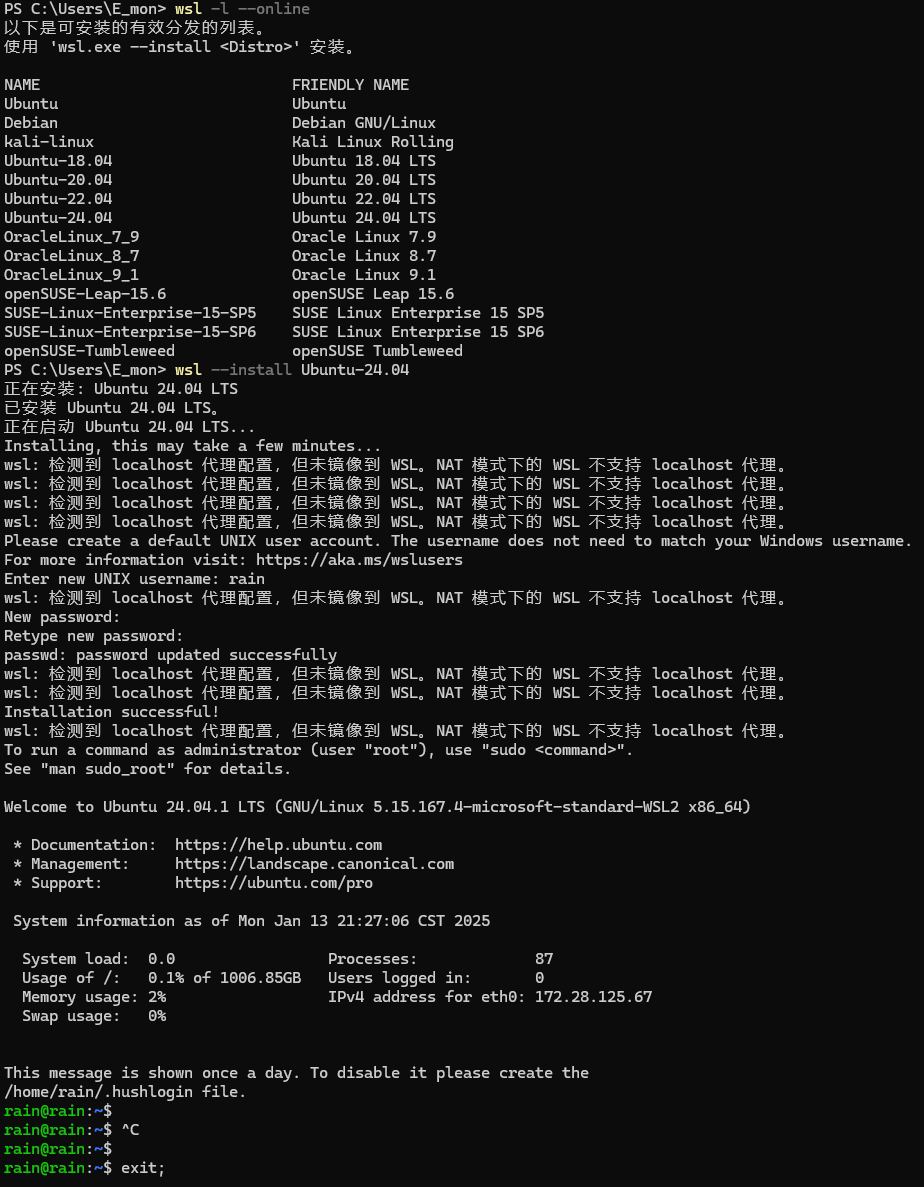 PS C:\Users\E_mon> wsl -l --online
以下是可安装的有效分发的列表。
使用 'wsl.exe --install <Distro>' 安装。
NAME                            FRIENDLY NAME
Ubuntu                          Ubuntu
Debian                          Debian GNU/Linux
kali-linux                      Kali Linux Rolling
Ubuntu-18.04                    Ubuntu 18.04 LTS
Ubuntu-20.04                    Ubuntu 20.04 LTS
Ubuntu-22.04                    Ubuntu 22.04 LTS
Ubuntu-24.04                    Ubuntu 24.04 LTS
OracleLinux_7_9                 Oracle Linux 7.9
OracleLinux_8_7                 Oracle Linux 8.7
OracleLinux_9_1                 Oracle Linux 9.1
openSUSE-Leap-15.6              openSUSE Leap 15.6
SUSE-Linux-Enterprise-15-SP5    SUSE Linux Enterprise 15 SP5
SUSE-Linux-Enterprise-15-SP6    SUSE Linux Enterprise 15 SP6
openSUSE-Tumbleweed             openSUSE Tumbleweed
PS C:\Users\E_mon> wsl --install Ubuntu-24.04
正在安装: Ubuntu 24.04 LTS
已安装 Ubuntu 24.04 LTS。
正在启动 Ubuntu 24.04 LTS...
Installing, this may take a few minutes...
wsl: 检测到 localhost 代理配置，但未镜像到 WSL。NAT 模式下的 WSL 不支持 localhost 代理。
wsl: 检测到 localhost 代理配置，但未镜像到 WSL。NAT 模式下的 WSL 不支持 localhost 代理。
wsl: 检测到 localhost 代理配置，但未镜像到 WSL。NAT 模式下的 WSL 不支持 localhost 代理。
wsl: 检测到 localhost 代理配置，但未镜像到 WSL。NAT 模式下的 WSL 不支持 localhost 代理。
Please create a default UNIX user account. The username does not need to match your Windows username.
For more information visit: https://aka.ms/wslusers
Enter new UNIX username: rain
wsl: 检测到 localhost 代理配置，但未镜像到 WSL。NAT 模式下的 WSL 不支持 localhost 代理。
New password:
Retype new password:
passwd: password updated successfully
wsl: 检测到 localhost 代理配置，但未镜像到 WSL。NAT 模式下的 WSL 不支持 localhost 代理。
wsl: 检测到 localhost 代理配置，但未镜像到 WSL。NAT 模式下的 WSL 不支持 localhost 代理。
Installation successful!
wsl: 检测到 localhost 代理配置，但未镜像到 WSL。NAT 模式下的 WSL 不支持 localhost 代理。
To run a command as administrator (user "root"), use "sudo <command>".
See "man sudo_root" for details.
Welcome to Ubuntu 24.04.1 LTS (GNU/Linux 5.15.167.4-microsoft-standard-WSL2 x86_64)
 * Documentation:  https://help.ubuntu.com
 * Management:     https://landscape.canonical.com
 * Support:        https://ubuntu.com/pro
 System information as of Mon Jan 13 21:27:06 CST 2025
  System load:  0.0                 Processes:             87
  Usage of /:   0.1% of 1006.85GB   Users logged in:       0
  Memory usage: 2%                  IPv4 address for eth0: 172.28.125.67
  Swap usage:   0%
This message is shown once a day. To disable it please create the
/home/rain/.hushlogin file.
rain@rain:~$
rain@rain:~$ ^C
rain@rain:~$
rain@rain:~$ exit;